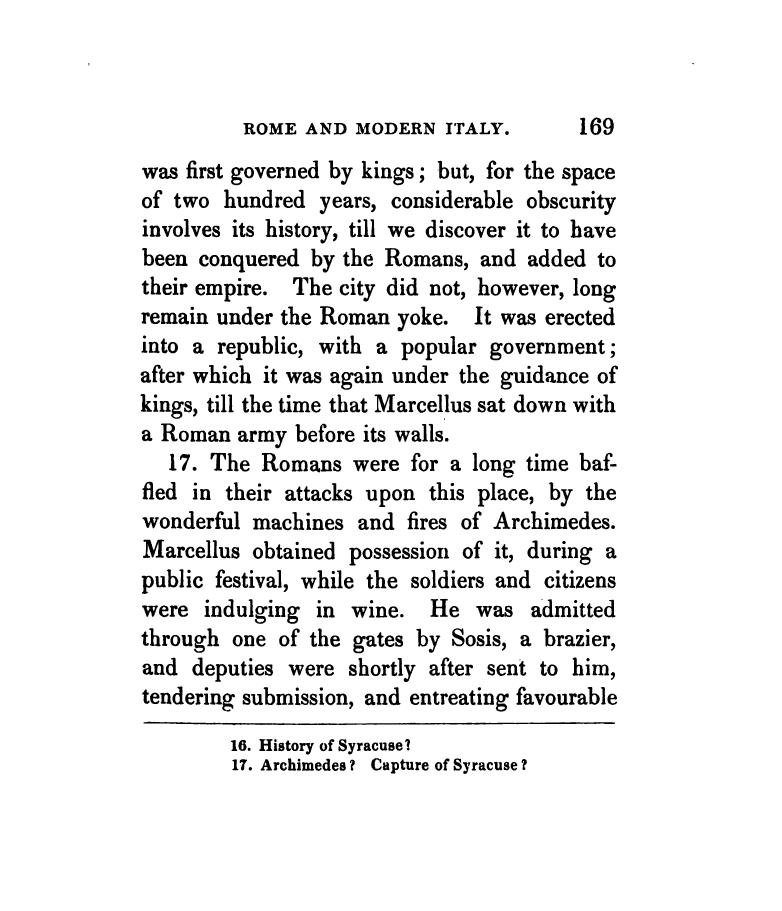 ROME AND MODERN ITALY. 169
was first governed by kings; but, for the space
of two hundred years, considerable obscurity
involves its history, till we discover it to have
been conquered by the Romans, and added to
their empire. The city did not, however, long
remain under the Roman yoke. It was erected
into a republic, with a popular government;
after which it was again under the guidance of
kings, till the time that Marcellus sat down with
a Roman army before its walls.
17. The Romans were for a long time baf-
fled in their attacks upon this place, by the
wonderful machines and fires of Archimedes.
Marcellus obtained possession of it, during a
public festival, while the soldiers and citizens
were indulging in wine. He was admitted
through one of the gates by Sosis, a brazier,
and deputies were shortly after sent to him,
tendering submission, and entreating favourable
16. History of Syracuse?
17. Archimedes? Capture of Syracuse?